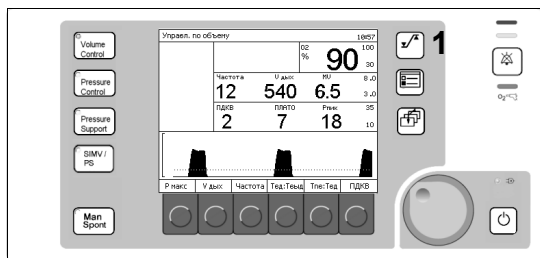 Volume
Control
Pressure
Control
Pressure
Support
SIMV /
PS
Man
Spont
Управл. по объему 10:57
O2
% 90 100
30
Частота V дых MV 8.0
12 540 6.5 3.0
ПДКВ ПЛАТО Pпик 35
2 7 18 10
P макс V дых Частота Tвд:Tвыд Tпе:Tвд ПДКВ
1
O₂